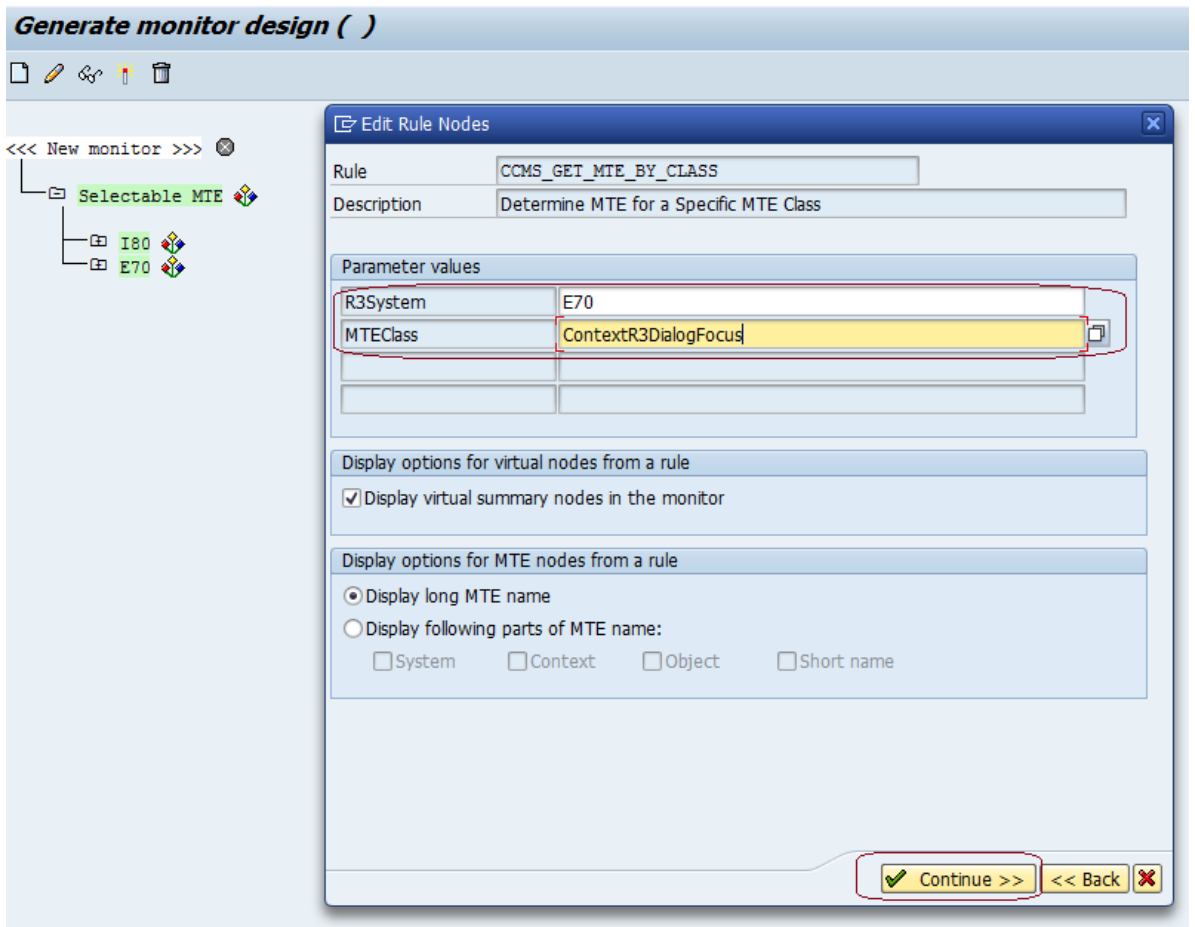 Generate monitor design ( )
<<< New monitor >>>
Selectable MTE
I80
E70
Edit Rule Nodes
Rule CCMS_GET_MTE_BY_CLASS
Description Determine MTE for a Specific MTE Class
Parameter values
R3System E70
MTEClass ContextR3DialogFocus
Display options for virtual nodes from a rule
Display virtual summary nodes in the monitor
Display options for MTE nodes from a rule
Display long MTE name
Display following parts of MTE name:
System Context Object Short name
Continue >> << Back